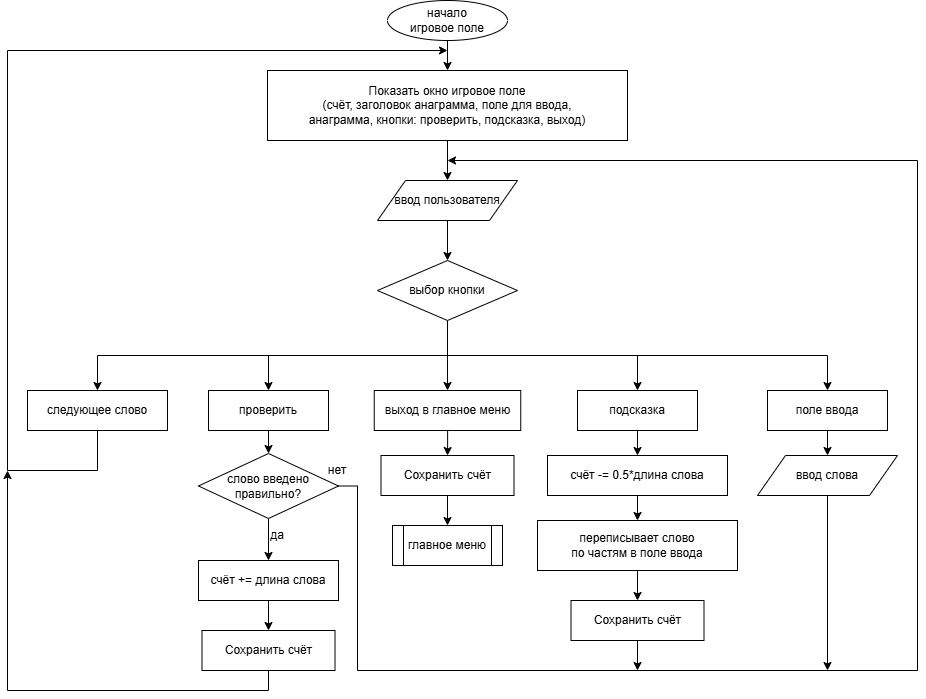 начало
игровое поле
Показать окно игровое поле
(счёт, заголовок анаграмма, поле для ввода,
анаграмма, кнопки: проверить, подсказка, выход)
ввод пользователя
выбор кнопки
следующее слово
проверить
выход в главное меню
подсказка
поле ввода
слово введено
правильно?
нет
да
Сохранить счёт
счёт -= 0.5*длина слова
ввод слова
главное меню
переписывает слово
по частям в поле ввода
счёт += длина слова
Сохранить счёт
Сохранить счёт